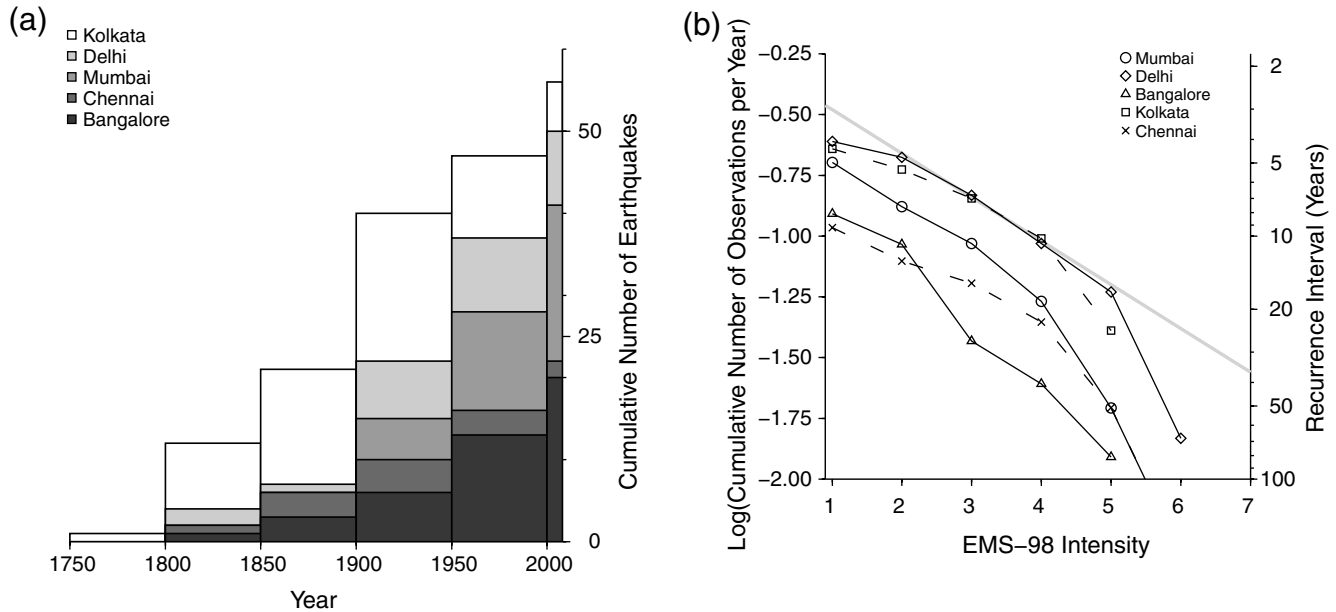 (a)
Kolkata
Delhi
Mumbai
Chennai
Bangalore
Cumulative Number of Earthquakes
50
25
0
1750 1800 1850 1900 1950 2000
Year
(b)
Log(Cumulative Number of Observations per Year)
−0.25
−0.50
−0.75
−1.00
−1.25
−1.50
−1.75
−2.00
Mumbai
Delhi
Bangalore
Kolkata
Chennai
2
5
10
20
50
100
Recurrence Interval (Years)
1 2 3 4 5 6 7
EMS−98 Intensity